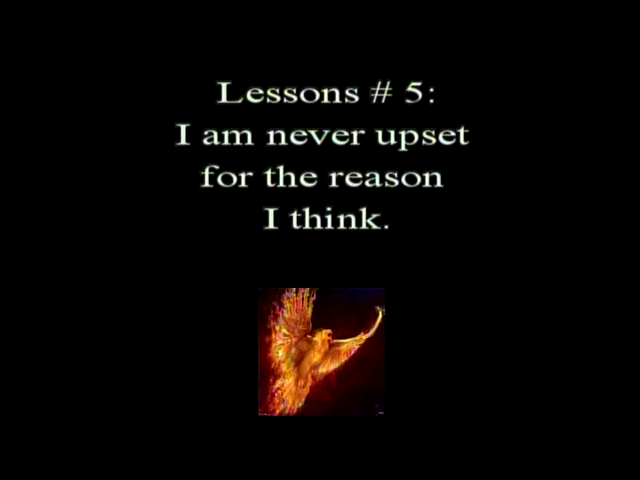 Lessons # 5:
I am never upset
for the reason
I think.